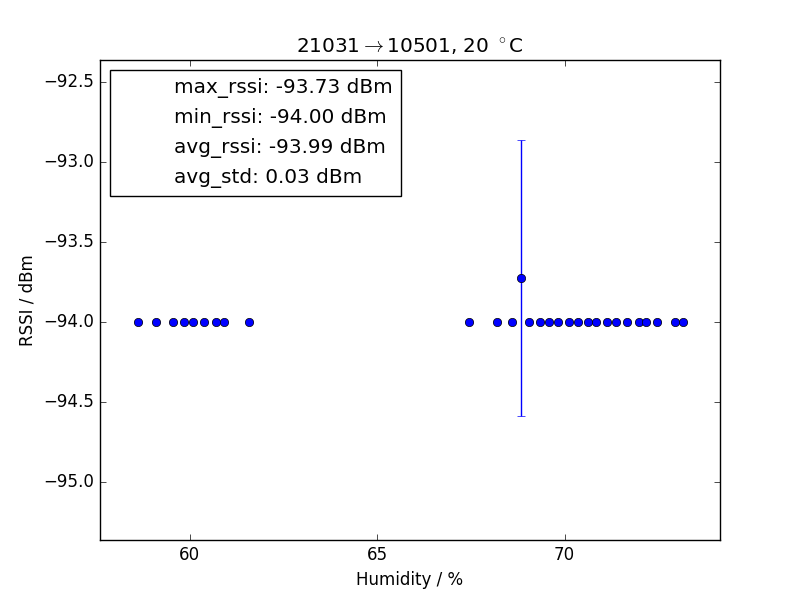 21031→10501, 20 °C
max_rssi: -93.73 dBm
min_rssi: -94.00 dBm
avg_rssi: -93.99 dBm
avg_std: 0.03 dBm
RSSI / dBm
−92.5
−93.0
−93.5
−94.0
−94.5
−95.0
60 65 70
Humidity / %